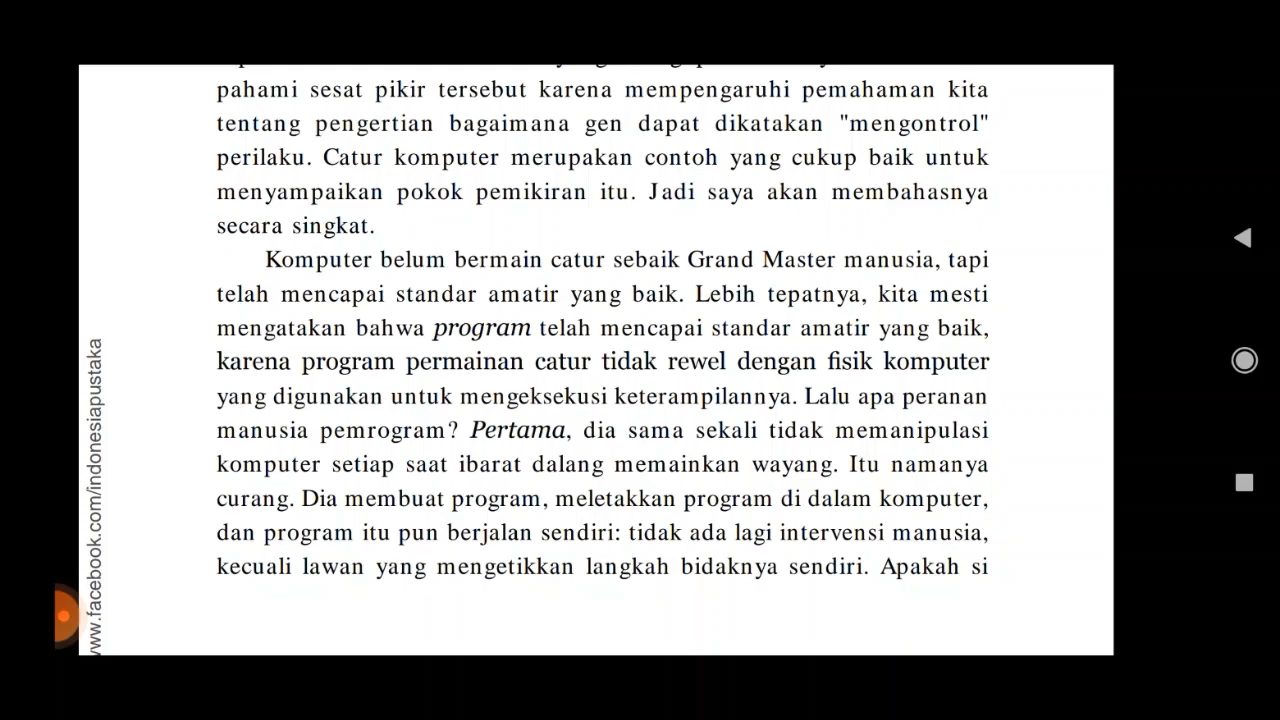 pahami sesat pikir tersebut karena mempengaruhi pemahaman kita
tentang pengertian bagaimana gen dapat dikatakan "mengontrol"
perilaku. Catur komputer merupakan contoh yang cukup baik untuk
menyampaikan pokok pemikiran itu. Jadi saya akan membahasnya
secara singkat.
Komputer belum bermain catur sebaik Grand Master manusia, tapi
telah mencapai standar amatir yang baik. Lebih tepatnya, kita mesti
mengatakan bahwa program telah mencapai standar amatir yang baik,
karena program permainan catur tidak rewel dengan fisik komputer
yang digunakan untuk mengeksekusi keterampilannya. Lalu apa peranan
manusia pemrogram? Pertama, dia sama sekali tidak memanipulasi
komputer setiap saat ibarat dalang memainkan wayang. Itu namanya
curang. Dia membuat program, meletakkan program di dalam komputer,
dan program itu pun berjalan sendiri: tidak ada lagi intervensi manusia,
kecuali lawan yang mengetikkan langkah bidaknya sendiri. Apakah si
www.facebook.com/indonesiapustaka